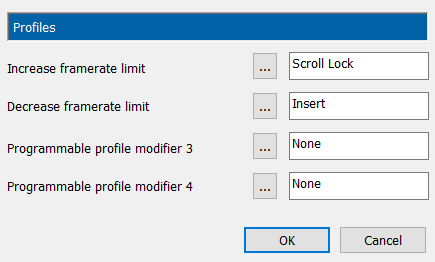 Profiles
Increase framerate limit ... Scroll Lock
Decrease framerate limit ... Insert
Programmable profile modifier 3 ... None
Programmable profile modifier 4 ... None
OK Cancel